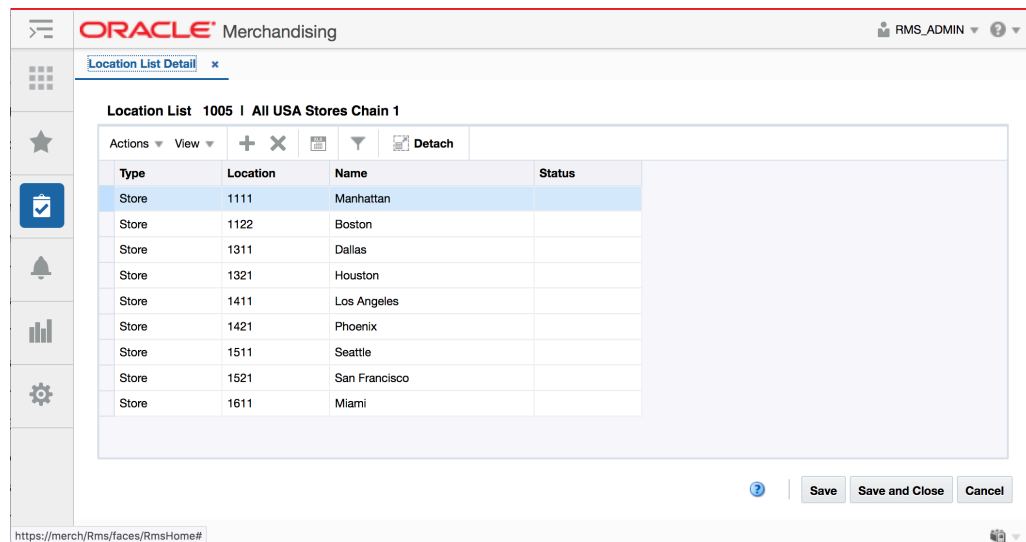 ORACLE Merchandising
RMS_ADMIN
Location List Detail
Location List 1005 | All USA Stores Chain 1
Actions View Detach
Type Location Name Status
Store 1111 Manhattan
Store 1122 Boston
Store 1311 Dallas
Store 1321 Houston
Store 1411 Los Angeles
Store 1421 Phoenix
Store 1511 Seattle
Store 1521 San Francisco
Store 1611 Miami
Save Save and Close Cancel
https://merch/Rms/faces/RmsHome#